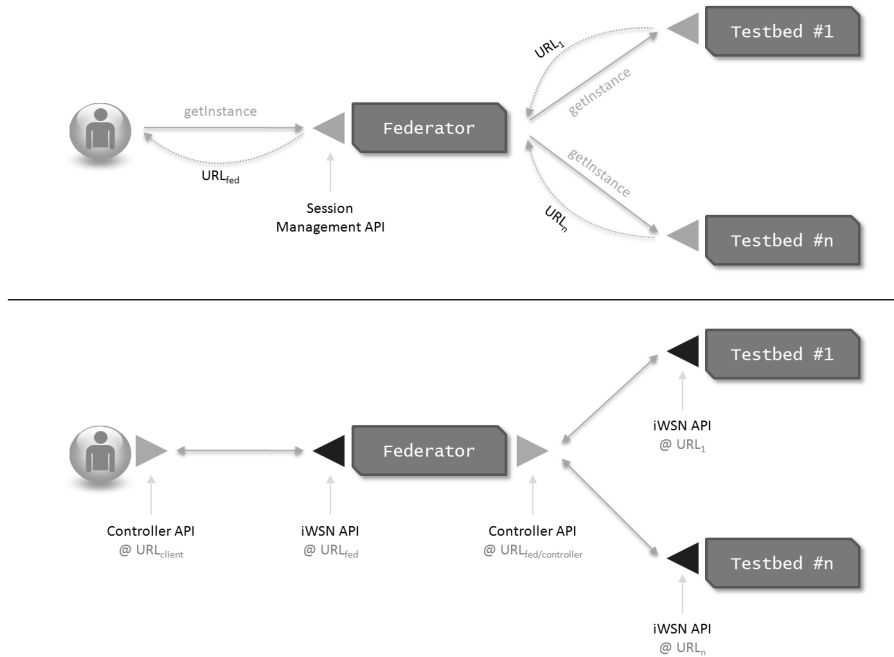 Testbed #1
URL1
getInstance
getInstance
Federator
URLfed
getInstance
Session
Management API
URLn
Testbed #n
Testbed #1
iWSN API
@ URL1
Federator
Controller API
@ URLclient
iWSN API
@ URLfed
Controller API
@ URLfed/controller
Testbed #n
iWSN API
@ URLn